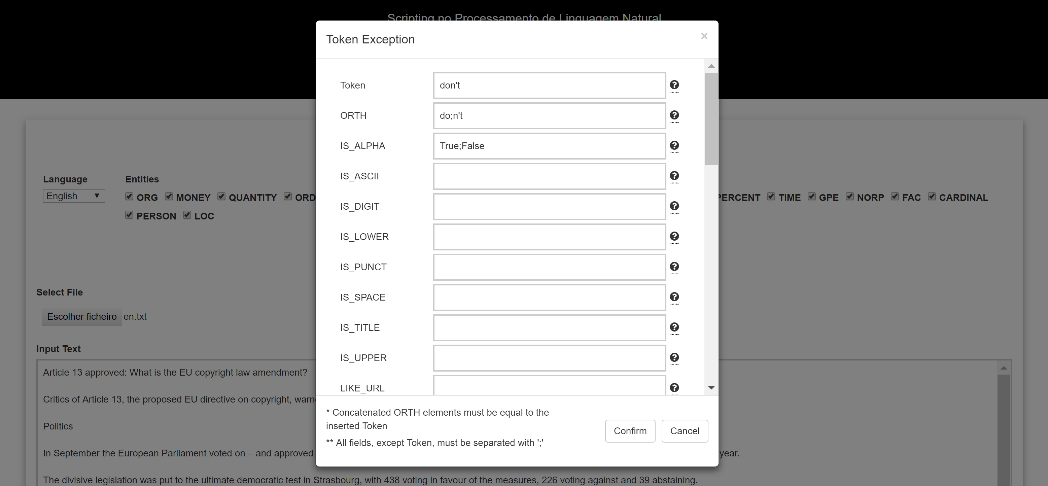 Scripting no Processamento de Linguagem Natural
Token Exception
×
Token don't ?
ORTH do;n't ?
IS_ALPHA True;False ?
IS_ASCII ?
IS_DIGIT ?
IS_LOWER ?
IS_PUNCT ?
IS_SPACE ?
IS_TITLE ?
IS_UPPER ?
LIKE_URL ?
* Concatenated ORTH elements must be equal to the
inserted Token
** All fields, except Token, must be separated with ';'
Confirm Cancel
Language Entities
English ORG MONEY QUANTITY TIME GPE NORP FAC CARDINAL
PERSON LOC
Select File
Escolher ficheiro en.txt
Input Text
Article 13 approved: What is the EU copyright law amendment?
Critics of Article 13, the proposed EU directive on copyright,
Politics
In September the European Parliament voted on – and approved year.
The divisive legislation was put to the ultimate democratic test in Strasbourg, with 438 voting in favour of the measures, 226 voting against and 39 abstaining.